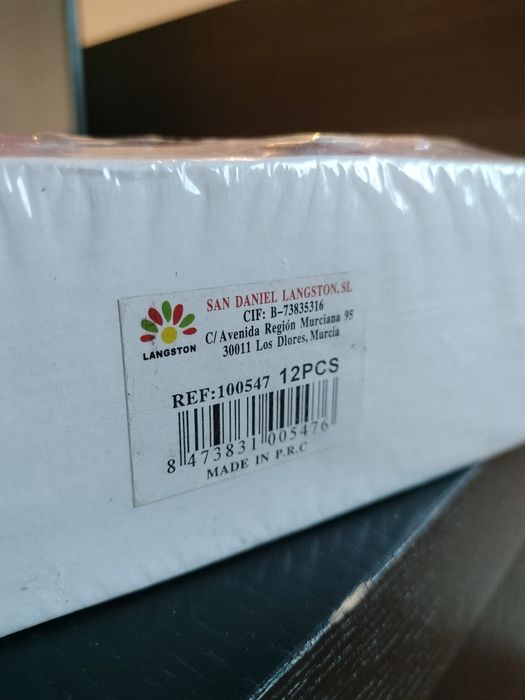 SAN DANIEL LANGSTON, SL
CIF: B-73835316
C/Avenida Región Murciana 95
30011 Los Dlores, Murcia
LANGSTON
REF:100547 12PCS
8 473831 005476
MADE IN P.R.C